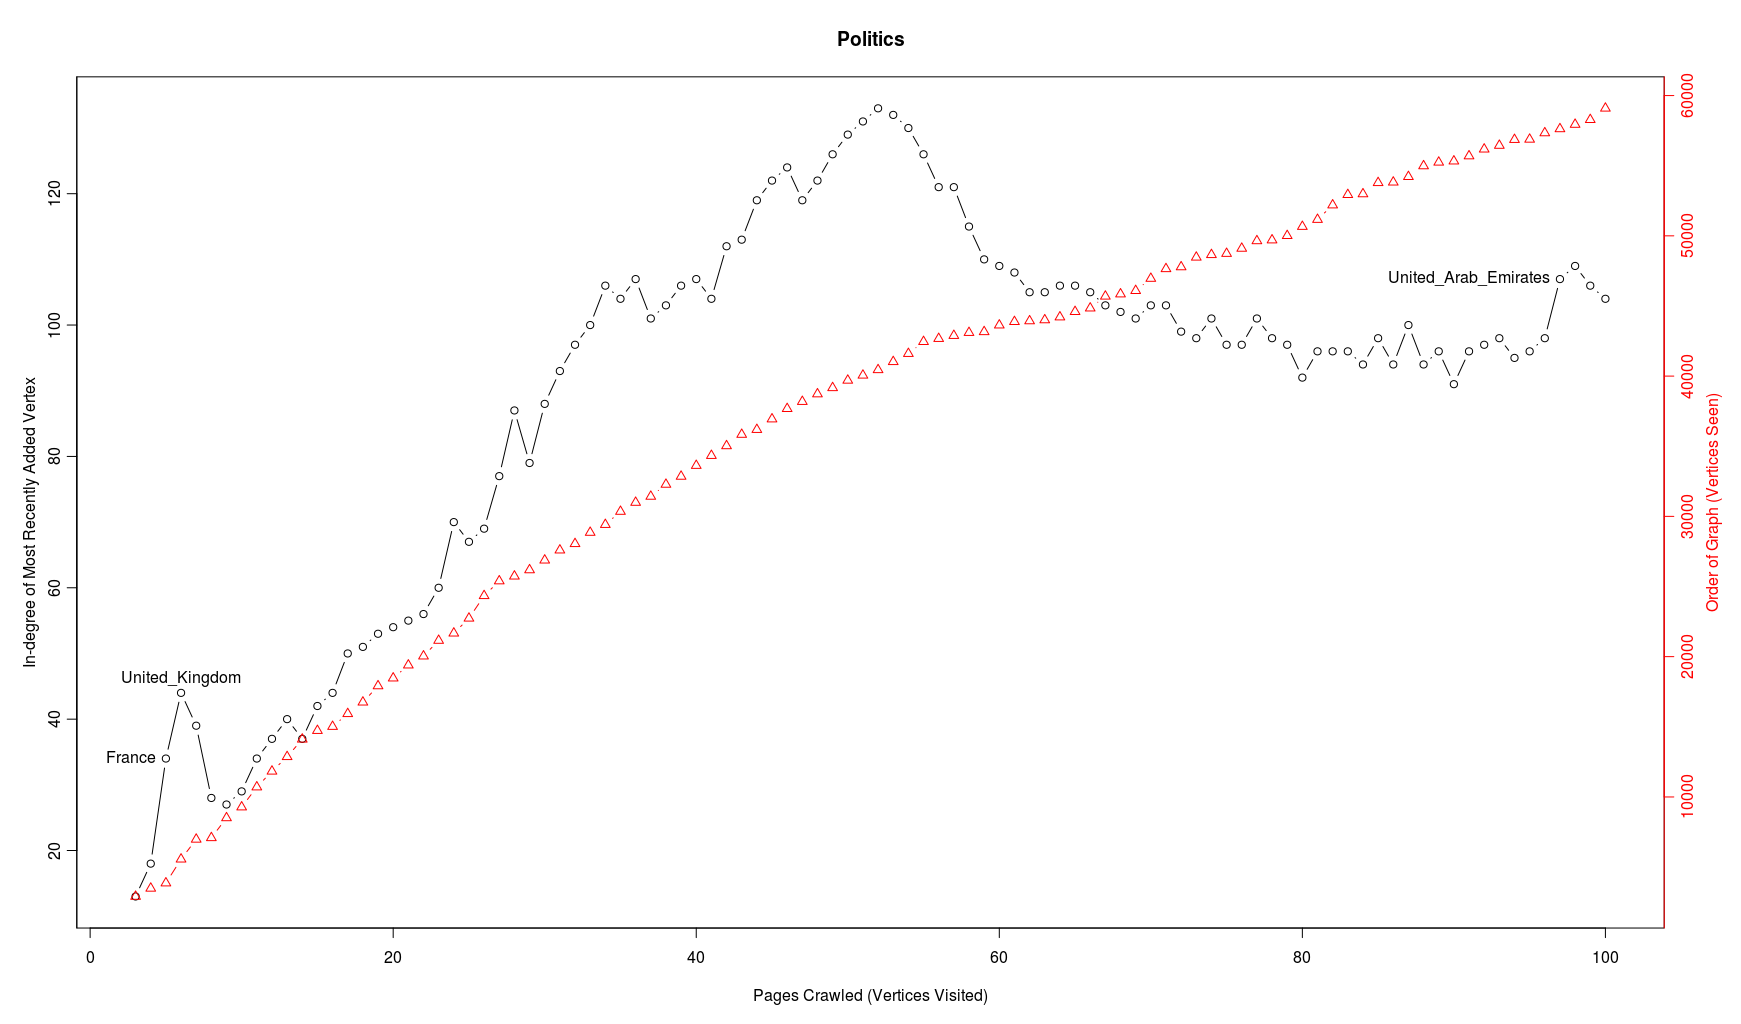 Politics
In-degree of Most Recently Added Vertex
120
100
80
60
40
20
60000
50000
40000
30000
20000
10000
Order of Graph (Vertices Seen)
United_Arab_Emirates
United_Kingdom
France
0 20 40 60 80 100
Pages Crawled (Vertices Visited)